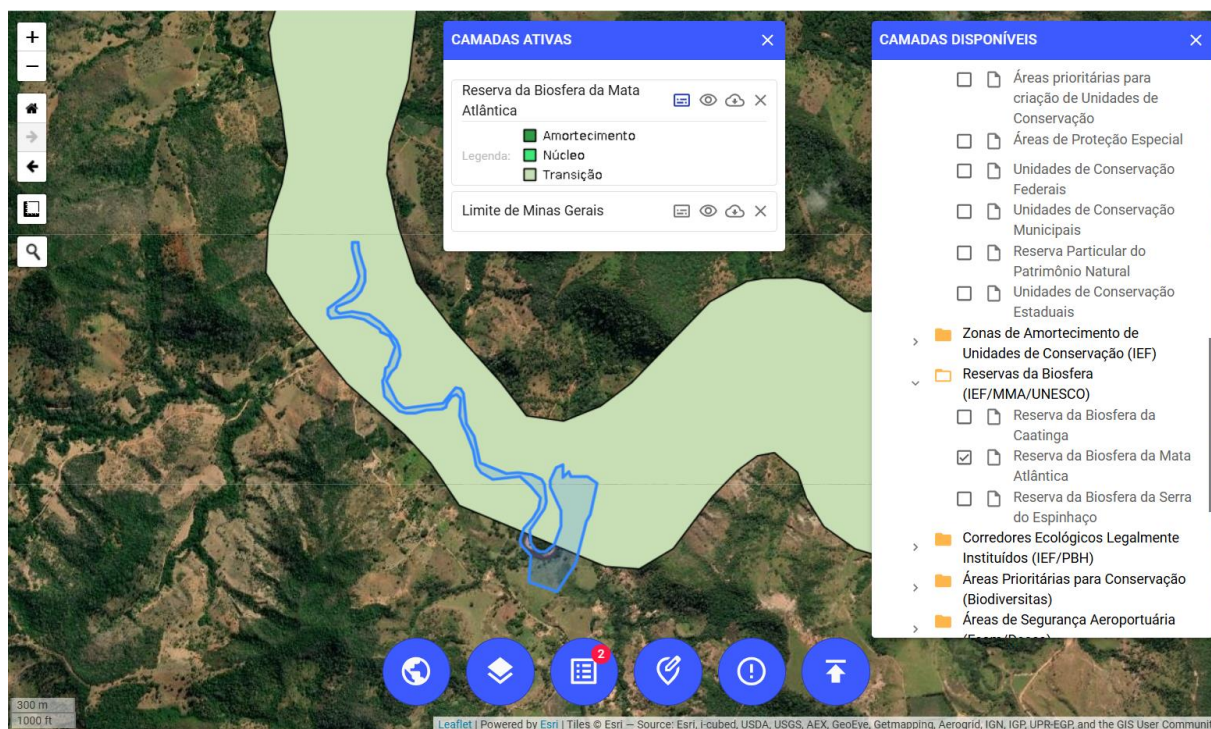 +
−
CAMADAS ATIVAS
Reserva da Biosfera da Mata
Atlântica
Legenda:
Amortecimento
Núcleo
Transição
Limite de Minas Gerais
CAMADAS DISPONÍVEIS
Áreas prioritárias para
criação de Unidades de
Conservação
Áreas de Proteção Especial
Unidades de Conservação
Federais
Unidades de Conservação
Municipais
Reserva Particular do
Patrimônio Natural
Unidades de Conservação
Estaduais
Zonas de Amortecimento de
Unidades de Conservação (IEF)
Reservas da Biosfera
(IEF/MMA/UNESCO)
Reserva da Biosfera da
Caatinga
Reserva da Biosfera da Mata
Atlântica
Reserva da Biosfera da Serra
do Espinhaço
Corredores Ecológicos Legalmente
Instituídos (IEF/PBH)
Áreas Prioritárias para Conservação
(Biodiversitas)
Áreas de Segurança Aeroportuária
2
300 m
1000 ft
Leaflet | Powered by Esri | Tiles © Esri — Source: Esri, i-cubed, USDA, USGS, AEX, GeoEye, Getmapping, Aerogrid, IGN, IGP, UPR-EGP, and the GIS User Communit